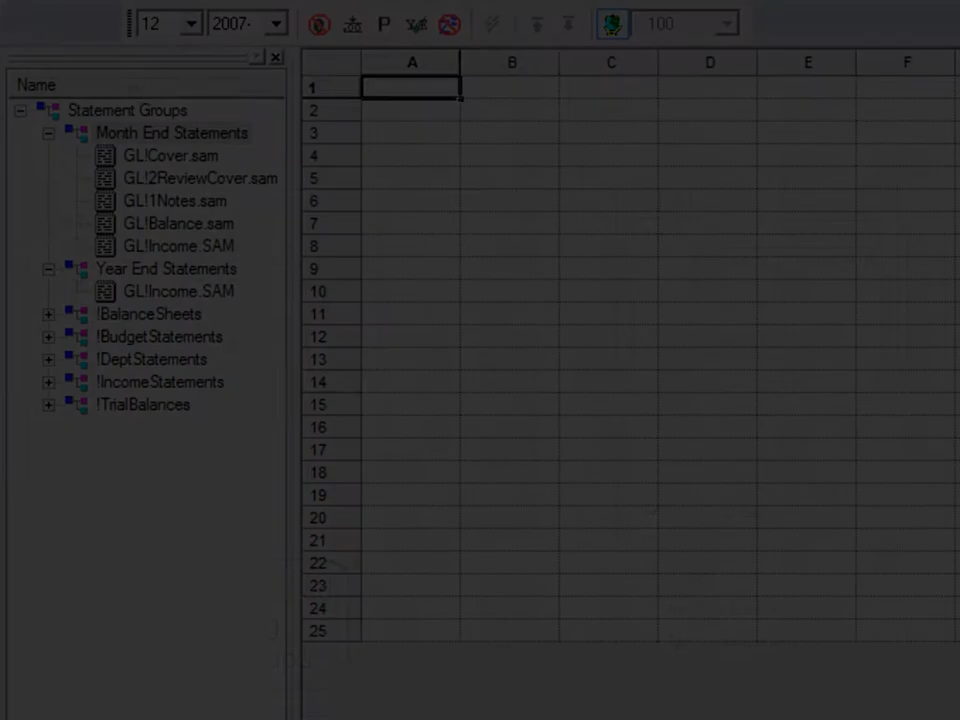 12 2007- P 100
Name
Statement Groups
Month End Statements
GL!Cover.sam
GL!2ReviewCover.sam
GL!1Notes.sam
GL!Balance.sam
GL!Income.SAM
Year End Statements
GL!Income.SAM
!BalanceSheets
!BudgetStatements
!DeptStatements
!IncomeStatements
!TrialBalances
A B C D E F
1
2
3
4
5
6
7
8
9
10
11
12
13
14
15
16
17
18
19
20
21
22
23
24
25